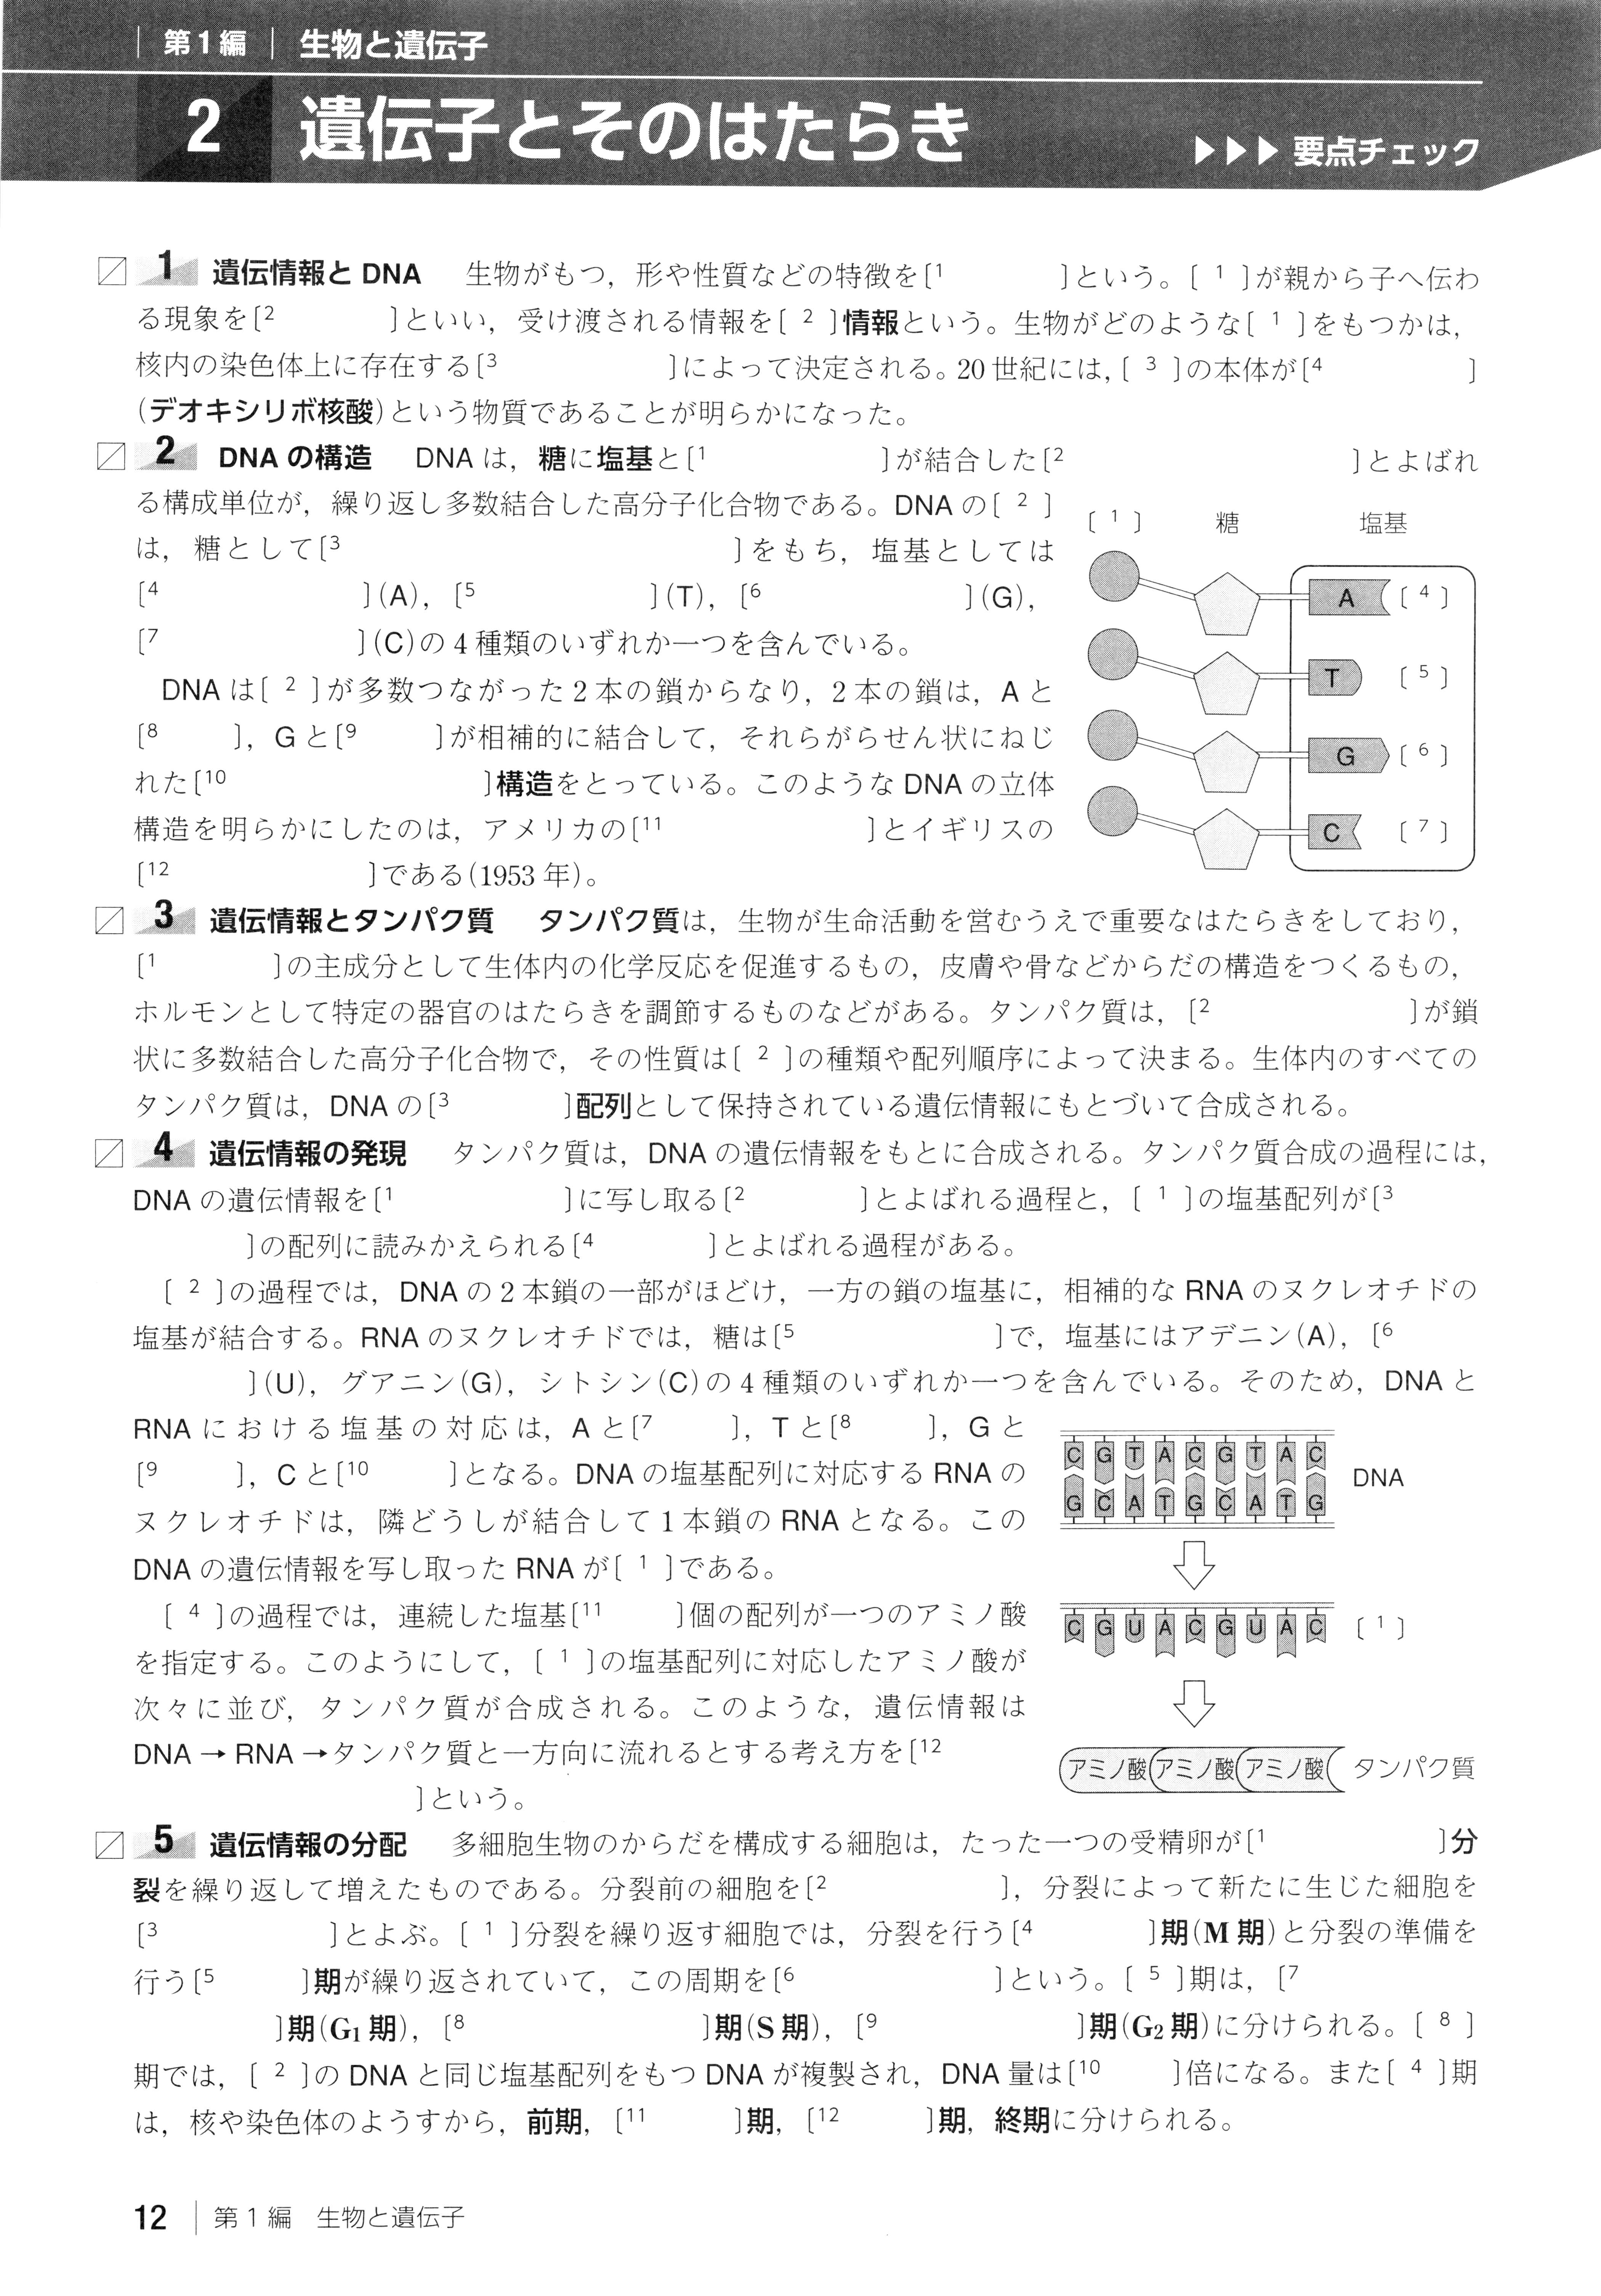 第1編 生物と遺伝子
2 遺伝子とそのはたらき ▶▶▶要点チェック
1 遺伝情報とDNA 生物がもつ，形や性質などの特徴を〔1 〕という。〔 1 〕が親から子へ伝わ
る現象を〔2 〕といい，受け渡される情報を〔 2 〕情報という。生物がどのような〔 1 〕をもつかは，
核内の染色体上に存在する〔3 〕によって決定される。20世紀には，〔 3 〕の本体が〔4 〕
(デオキシリボ核酸)という物質であることが明らかになった。
2 DNAの構造 DNAは，糖に塩基と〔1 〕が結合した〔2 〕とよばれ
る構成単位が，繰り返し多数結合した高分子化合物である。DNAの〔 2 〕
は，糖として〔3 〕をもち，塩基としては
〔4 〕(A)，〔5 〕(T)，〔6 〕(G)，
〔7 〕(C)の4種類のいずれか一つを含んでいる。
DNAは〔 2 〕が多数つながった2本の鎖からなり，2本の鎖は，Aと
〔8 〕，Gと〔9 〕が相補的に結合して，それらがらせん状にねじ
れた〔10 〕構造をとっている。このようなDNAの立体
構造を明らかにしたのは，アメリカの〔11 〕とイギリスの
〔12 〕である(1953年)。
〔 1 〕 糖 塩基
A 〔 4 〕
T 〔 5 〕
G 〔 6 〕
C 〔 7 〕
3 遺伝情報とタンパク質 タンパク質は，生物が生命活動を営むうえで重要なはたらきをしており，
〔1 〕の主成分として生体内の化学反応を促進するもの，皮膚や骨などからだの構造をつくるもの，
ホルモンとして特定の器官のはたらきを調節するものなどがある。タンパク質は，〔2 〕が鎖
状に多数結合した高分子化合物で，その性質は〔 2 〕の種類や配列順序によって決まる。生体内のすべての
タンパク質は，DNAの〔3 〕配列として保持されている遺伝情報にもとづいて合成される。
4 遺伝情報の発現 タンパク質は，DNAの遺伝情報をもとに合成される。タンパク質合成の過程には，
DNAの遺伝情報を〔1 〕に写し取る〔2 〕とよばれる過程と，〔 1 〕の塩基配列が〔3
〕の配列に読みかえられる〔4 〕とよばれる過程がある。
〔 2 〕の過程では，DNAの2本鎖の一部がほどけ，一方の鎖の塩基に，相補的なRNAのヌクレオチドの
塩基が結合する。RNAのヌクレオチドでは，糖は〔5 〕で，塩基にはアデニン(A)，〔6
〕(U)，グアニン(G)，シトシン(C)の4種類のいずれか一つを含んでいる。そのため，DNAと
RNAにおける塩基の対応は，Aと〔7 〕，Tと〔8 〕，Gと
〔9 〕，Cと〔10 〕となる。DNAの塩基配列に対応するRNAの
ヌクレオチドは，隣どうしが結合して1本鎖のRNAとなる。この
DNAの遺伝情報を写し取ったRNAが〔 1 〕である。
〔 4 〕の過程では，連続した塩基〔11 〕個の配列が一つのアミノ酸
を指定する。このようにして，〔 1 〕の塩基配列に対応したアミノ酸が
次々に並び，タンパク質が合成される。このような，遺伝情報は
DNA→RNA→タンパク質と一方向に流れるとする考え方を〔12
〕という。
C G T A C G T A C
DNA
G C A T G C A T G
C G U A C G U A C 〔 1 〕
アミノ酸 アミノ酸 アミノ酸 タンパク質
5 遺伝情報の分配 多細胞生物のからだを構成する細胞は，たった一つの受精卵が〔1 〕分
裂を繰り返して増えたものである。分裂前の細胞を〔2 〕，分裂によって新たに生じた細胞を
〔3 〕とよぶ。〔 1 〕分裂を繰り返す細胞では，分裂を行う〔4 〕期(M期)と分裂の準備を
行う〔5 〕期が繰り返されていて，この周期を〔6 〕という。〔 5 〕期は，〔7
〕期(G1期)，〔8 〕期(S期)，〔9 〕期(G2期)に分けられる。〔 8 〕
期では，〔 2 〕のDNAと同じ塩基配列をもつDNAが複製され，DNA量は〔10 〕倍になる。また〔 4 〕期
は，核や染色体のようすから，前期，〔11 〕期，〔12 〕期，終期に分けられる。
12 第1編 生物と遺伝子